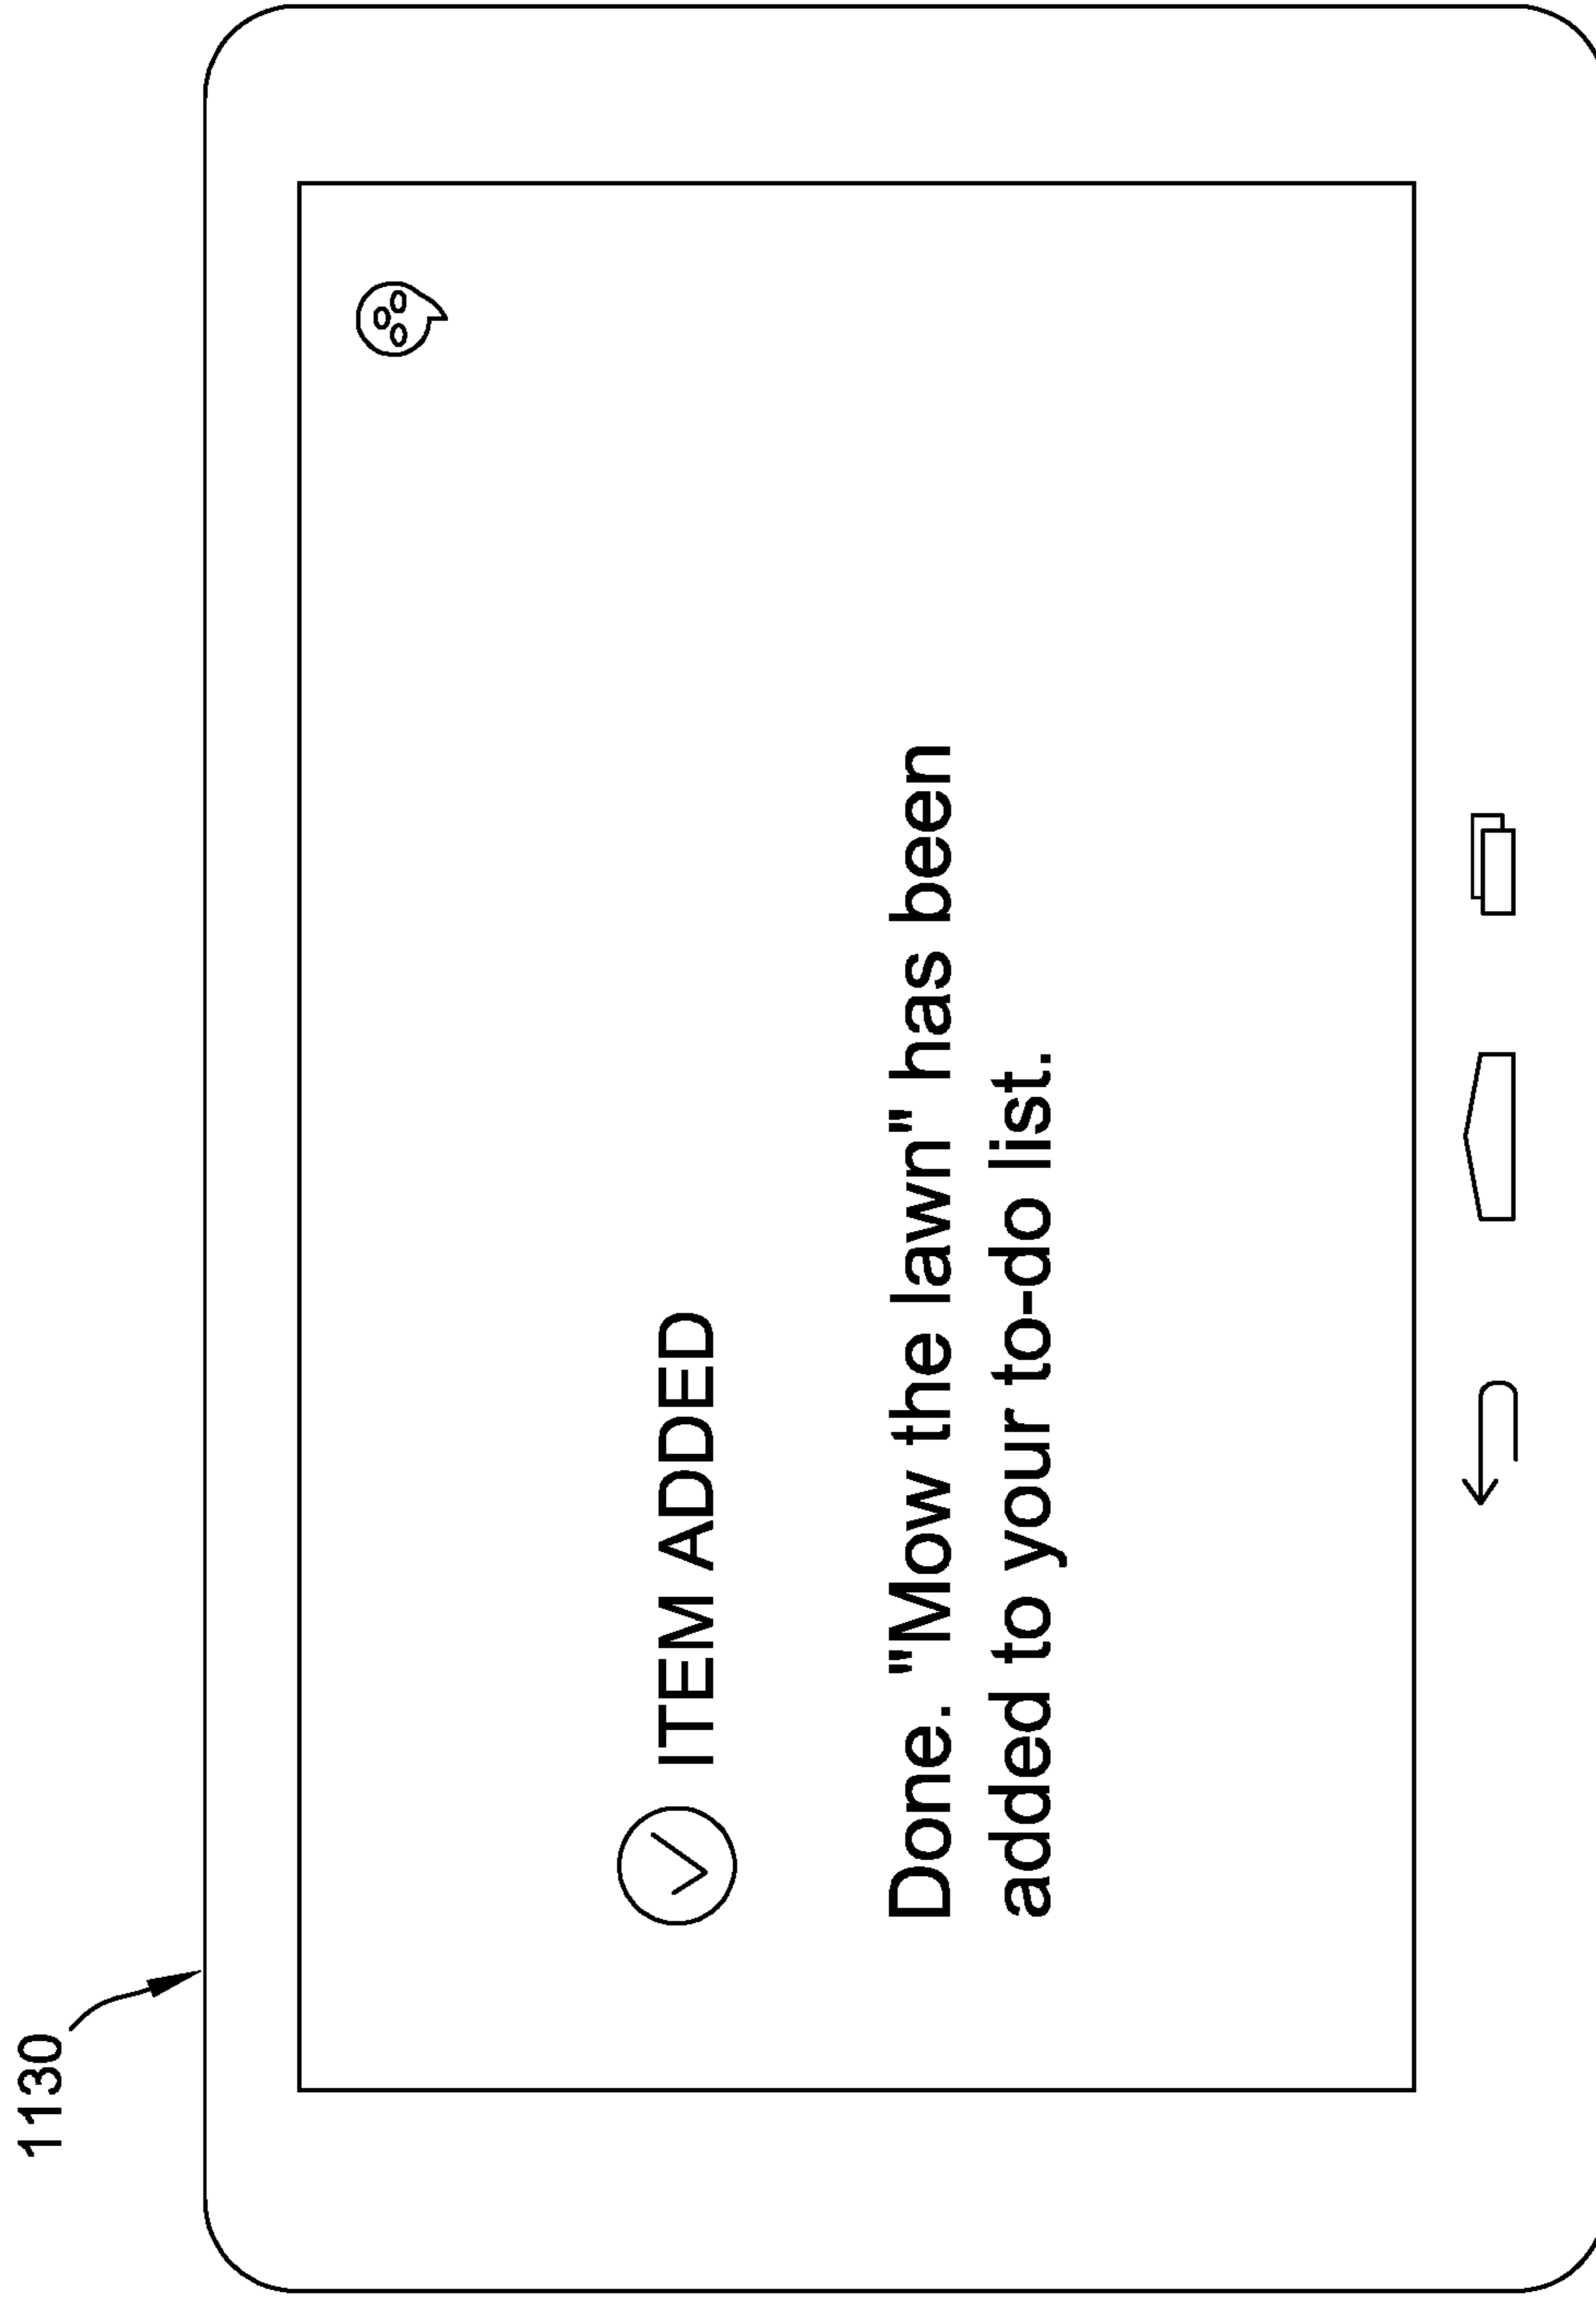 1130
ITEM ADDED
Done. "Mow the lawn" has been
added to your to-do list.